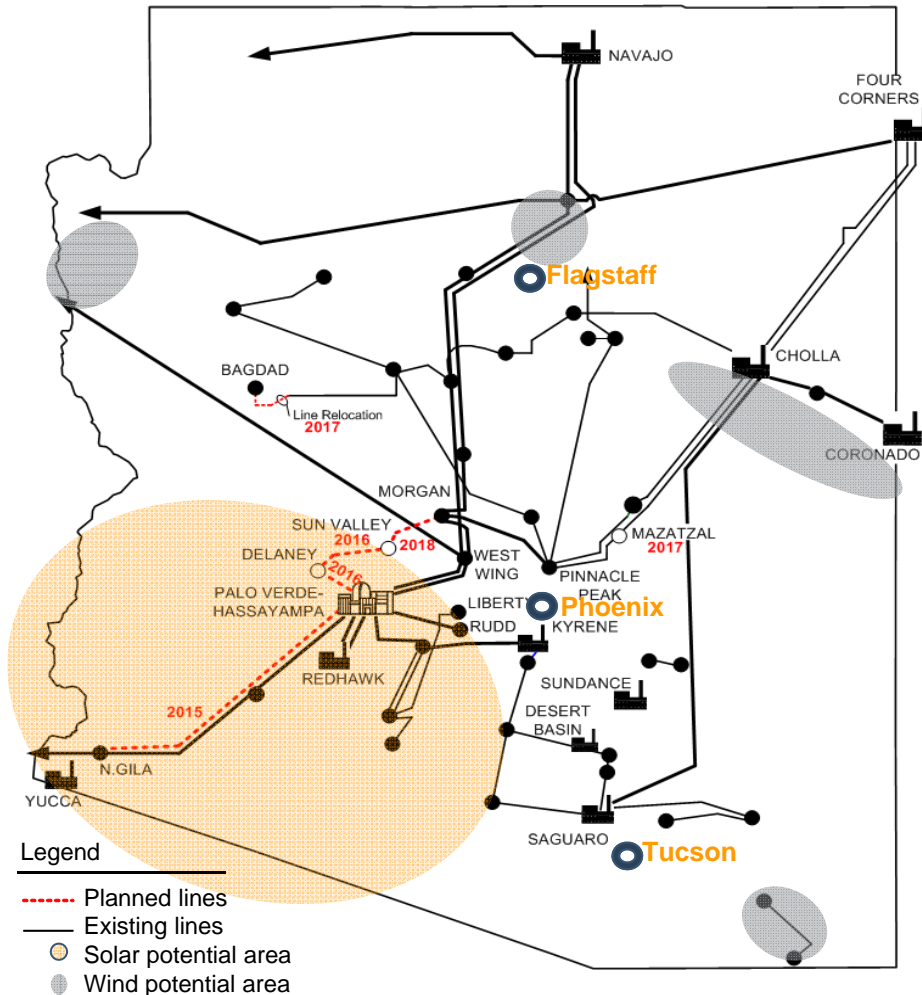 NAVAJO
FOUR
CORNERS
Flagstaff
CHOLLA
BAGDAD
Line Relocation
2017
CORONADO
MORGAN
SUN VALLEY
2016
2018
MAZATZAL
2017
DELANEY
2016
WEST
WING
PINNACLE
PEAK
PALO VERDE-
HASSAYAMPA
LIBERTY
Phoenix
RUDD
KYRENE
REDHAWK
SUNDANCE
2015
DESERT
BASIN
N.GILA
YUCCA
SAGUARO
Tucson
Legend
Planned lines
Existing lines
Solar potential area
Wind potential area